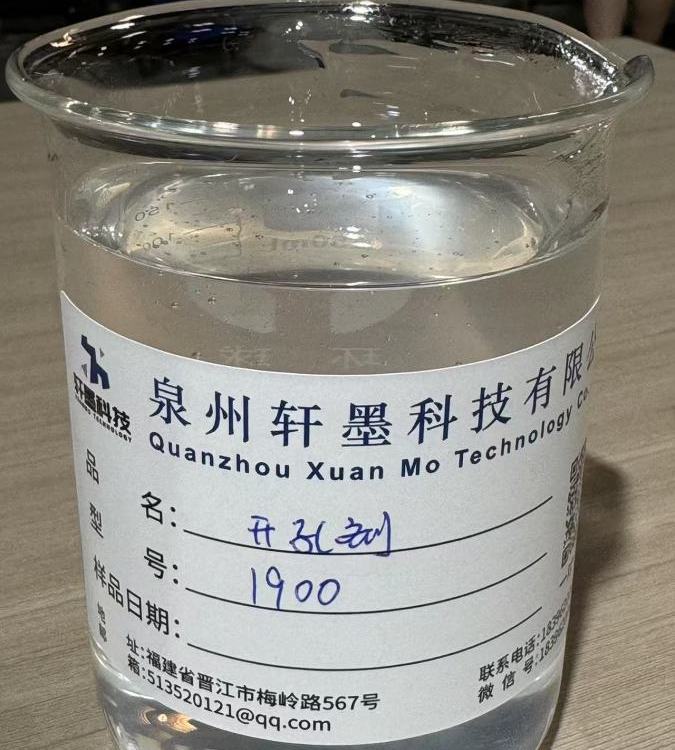 轩墨科技
泉州轩墨科技有限
Quanzhou Xuan Mo Technology Co
品名：开孔剂
型号：1900
样品日期：
地址：福建省晋江市梅岭路567号
邮箱：513520121@qq.com
联系电话：
微信号：